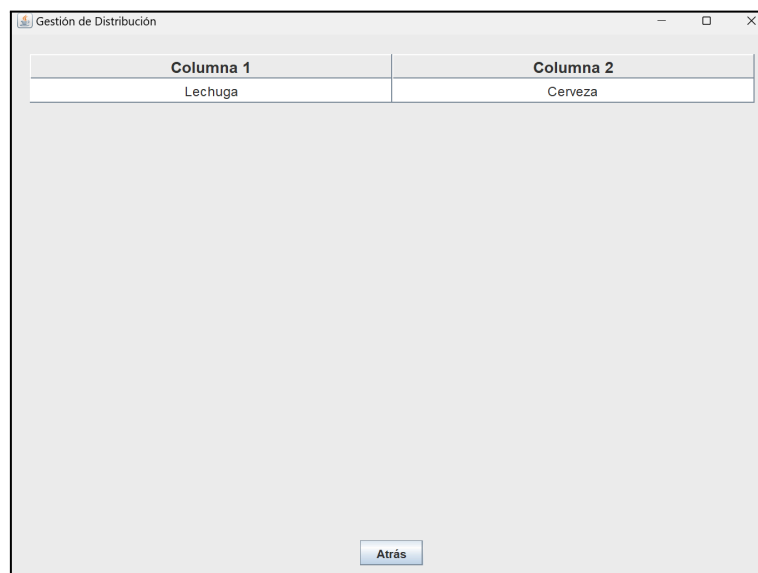 Gestión de Distribución
Columna 1 Columna 2
Lechuga Cerveza
Atrás